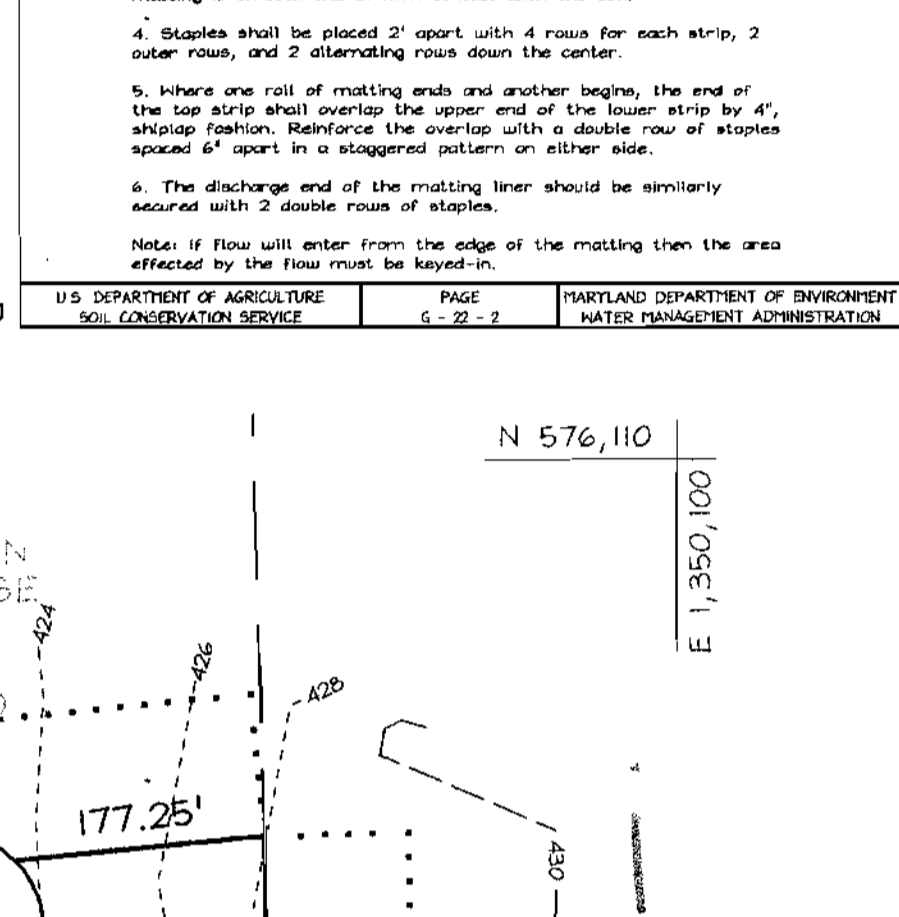 4. Staples shall be placed 2' apart with 4 rows for each strip, 2
outer rows, and 2 alternating rows down the center.
5. Where one roll of matting ends and another begins, the end of
the top strip shall overlap the upper end of the lower strip by 4",
shiplap fashion. Reinforce the overlap with a double row of staples
spaced 6" apart in a staggered pattern on either side.
6. The discharge end of the matting liner should be similarly
secured with 2 double rows of staples.
Note: If flow will enter from the edge of the matting then the area
effected by the flow must be keyed-in.
U S DEPARTMENT OF AGRICULTURE
SOIL CONSERVATION SERVICE
PAGE
G - 22 - 2
MARYLAND DEPARTMENT OF ENVIRONMENT
WATER MANAGEMENT ADMINISTRATION
N 576,110
E 1,350,100
424
426
428
177.25'
430